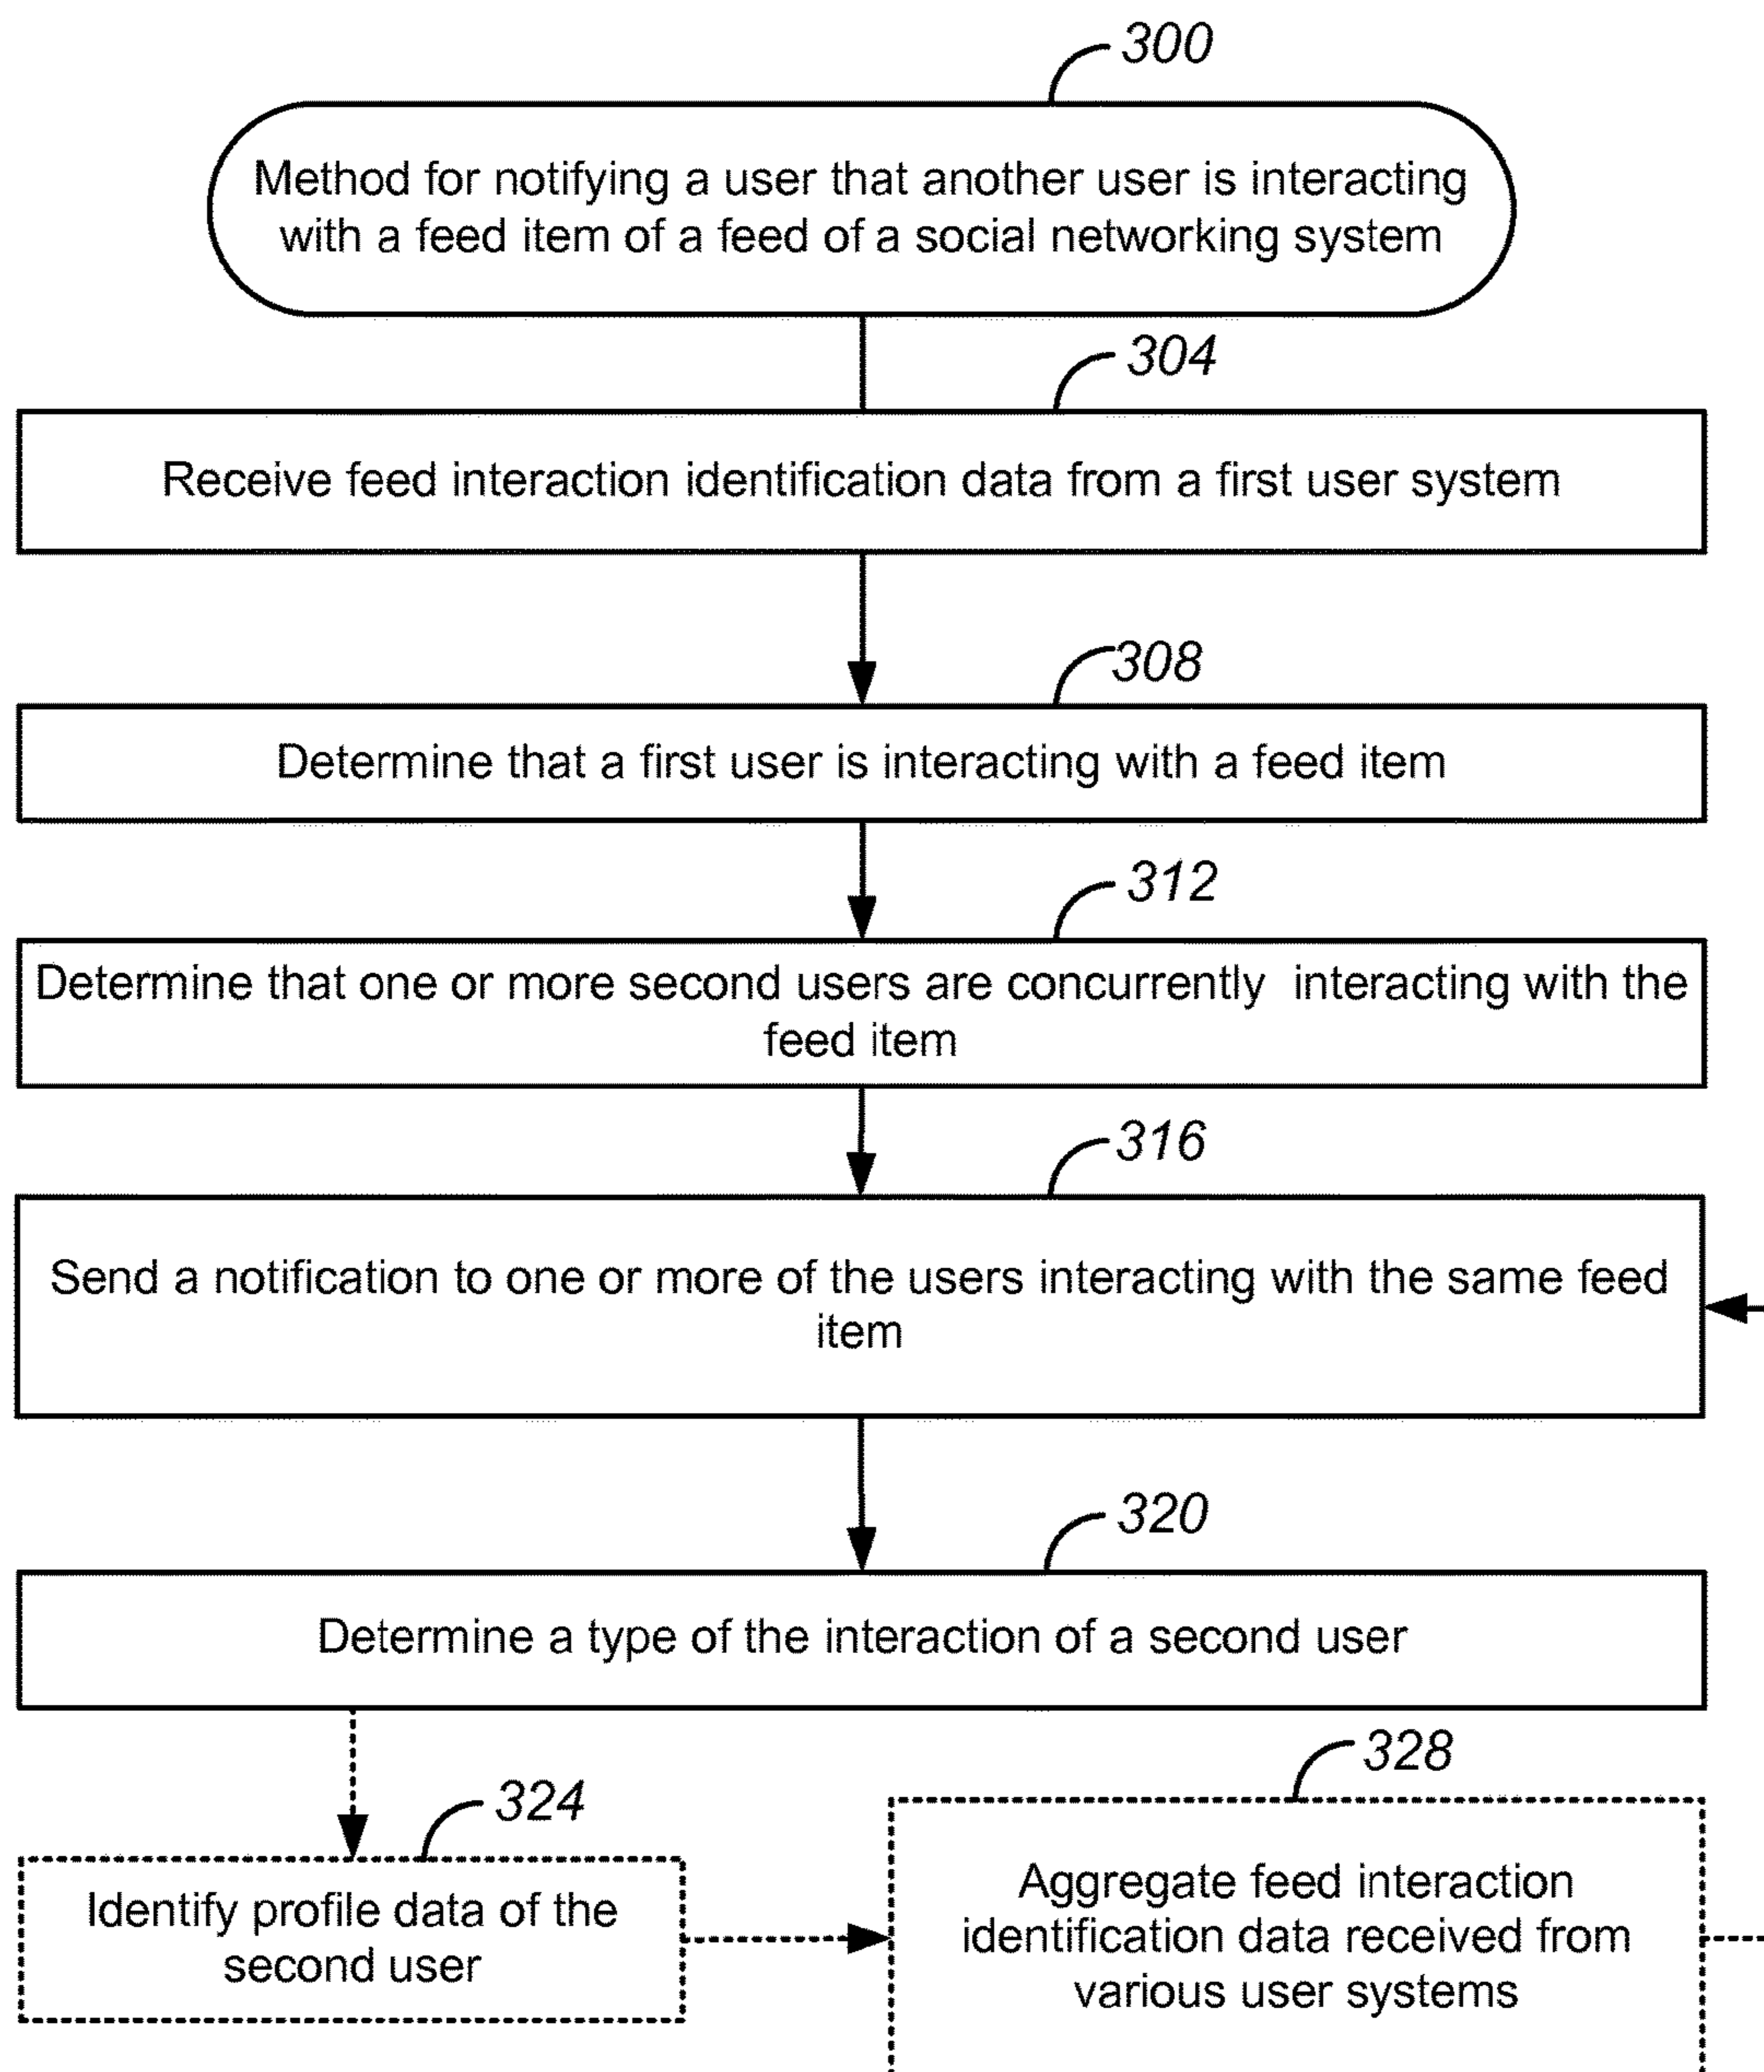 300
Method for notifying a user that another user is interacting
with a feed item of a feed of a social networking system
304
Receive feed interaction identification data from a first user system
308
Determine that a first user is interacting with a feed item
312
Determine that one or more second users are concurrently interacting with the
feed item
316
Send a notification to one or more of the users interacting with the same feed
item
320
Determine a type of the interaction of a second user
324
Identify profile data of the
second user
328
Aggregate feed interaction
identification data received from
various user systems